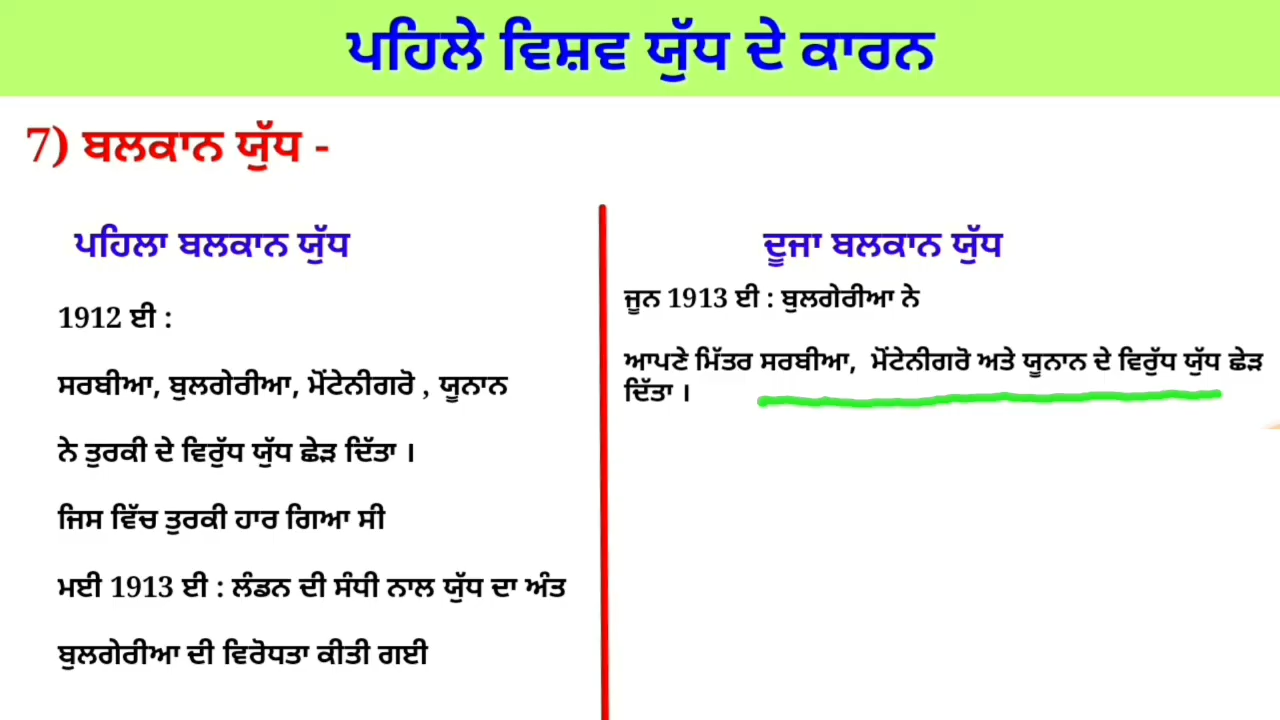 ਪਹਿਲੇ ਵਿਸ਼ਵ ਯੁੱਧ ਦੇ ਕਾਰਨ
7) ਬਲਕਾਨ ਯੁੱਧ -
ਪਹਿਲਾ ਬਲਕਾਨ ਯੁੱਧ
1912 ਈ :
ਸਰਬੀਆ, ਬੁਲਗੇਰੀਆ, ਮੋਂਟੇਨੀਗਰੋ , ਯੂਨਾਨ
ਨੇ ਤੁਰਕੀ ਦੇ ਵਿਰੁੱਧ ਯੁੱਧ ਛੇੜ ਦਿੱਤਾ ।
ਜਿਸ ਵਿੱਚ ਤੁਰਕੀ ਹਾਰ ਗਿਆ ਸੀ
ਮਈ 1913 ਈ : ਲੰਡਨ ਦੀ ਸੰਧੀ ਨਾਲ ਯੁੱਧ ਦਾ ਅੰਤ
ਬੁਲਗੇਰੀਆ ਦੀ ਵਿਰੋਧਤਾ ਕੀਤੀ ਗਈ
ਦੂਜਾ ਬਲਕਾਨ ਯੁੱਧ
ਜੂਨ 1913 ਈ : ਬੁਲਗੇਰੀਆ ਨੇ
ਆਪਣੇ ਮਿੱਤਰ ਸਰਬੀਆ, ਮੋਂਟੇਨੀਗਰੋ ਅਤੇ ਯੂਨਾਨ ਦੇ ਵਿਰੁੱਧ ਯੁੱਧ ਛੇੜ
ਦਿੱਤਾ ।